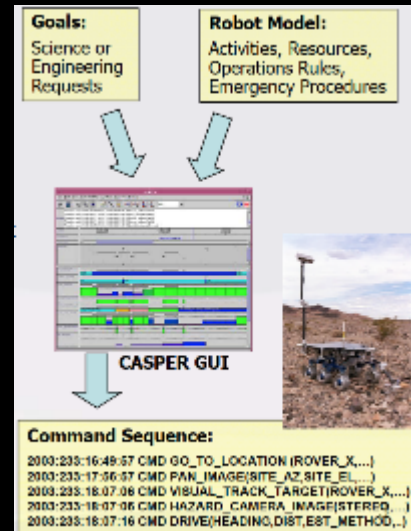 Goals:
Science or
Engineering
Requests
Robot Model:
Activities, Resources,
Operations Rules,
Emergency Procedures
CASPER GUI
Command Sequence:
2003:233:16:49:57 CMD GO_TO_LOCATION (ROVER_X,...)
2003:233:17:56:57 CMD PAN_IMAGE(SITE_AZ,SITE_EL,...)
2003:233:18:07:06 CMD VISUAL_TRACK_TARGET(ROVER_X,...)
2003:233:18:07:06 CMD HAZARD_CAMERA_IMAGE(STEREO,...)
2003:233:18:07:16 CMD DRIVE(HEADING,DIST,EST_METHOD,..)